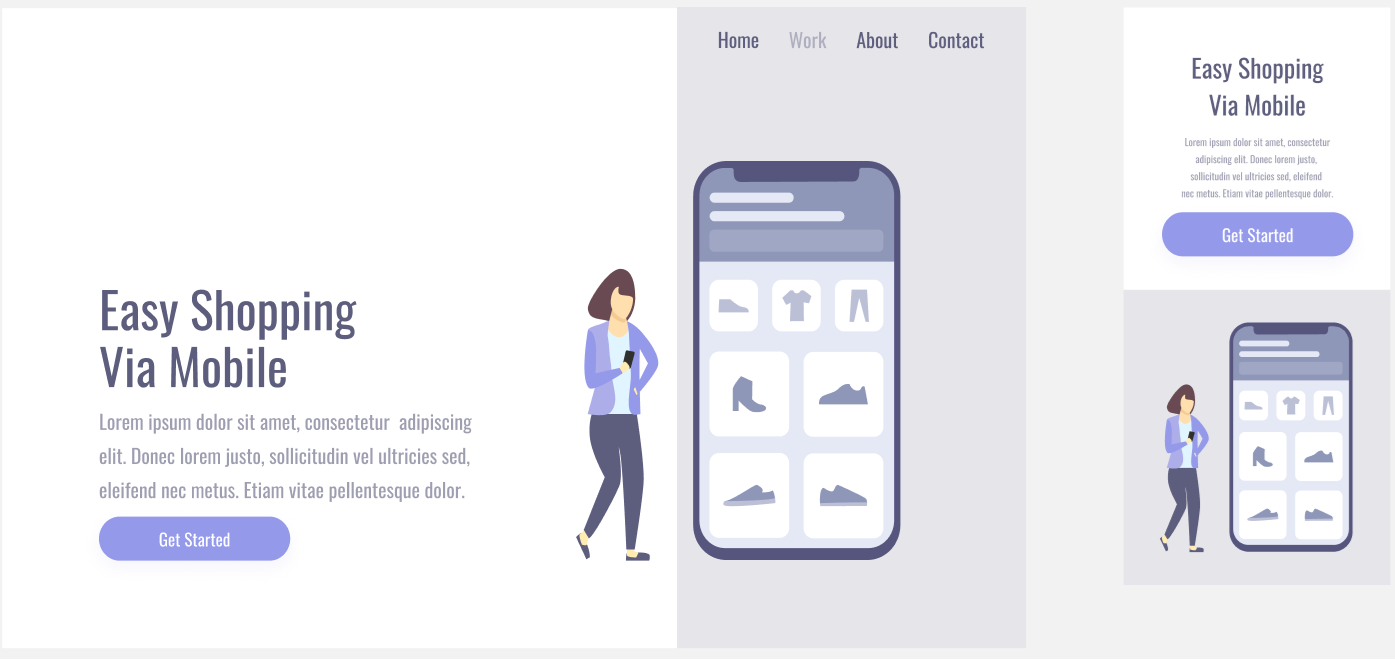 Home Work About Contact
Easy Shopping
Via Mobile
Lorem ipsum dolor sit amet, consectetur adipiscing
elit. Donec lorem justo, sollicitudin vel ultricies sed,
eleifend nec metus. Etiam vitae pellentesque dolor.
Get Started
Easy Shopping
Via Mobile
Lorem ipsum dolor sit amet, consectetur
adipiscing elit. Donec lorem justo,
sollicitudin vel ultricies sed, eleifend
nec metus. Etiam vitae pellentesque dolor.
Get Started